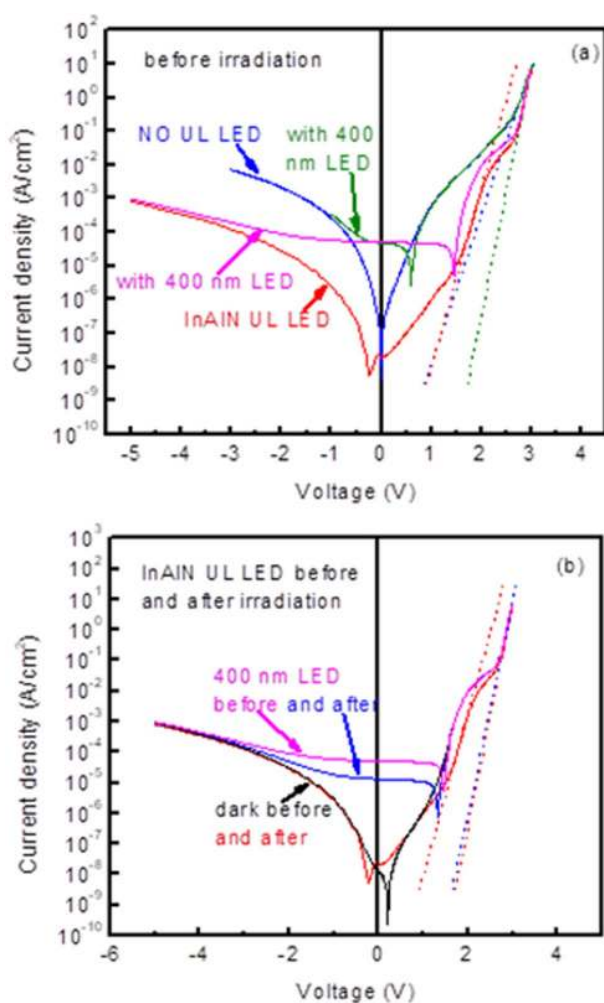 (a)
before irradiation
NO UL LED
with 400
nm LED
with 400 nm LED
InAlN UL LED
Current density (A/cm²)
10¹
10⁰
10⁻¹
10⁻²
10⁻³
10⁻⁴
10⁻⁵
10⁻⁶
10⁻⁷
10⁻⁸
10⁻⁹
10⁻¹⁰
-5 -4 -3 -2 -1 0 1 2 3 4
Voltage (V)
(b)
InAlN UL LED before
and after irradiation
400 nm LED
before and after
dark before
and after
Current density (A/cm²)
10³
10²
10¹
10⁰
10⁻¹
10⁻²
10⁻³
10⁻⁴
10⁻⁵
10⁻⁶
10⁻⁷
10⁻⁸
10⁻⁹
10⁻¹⁰
-6 -4 -2 0 2 4
Voltage (V)